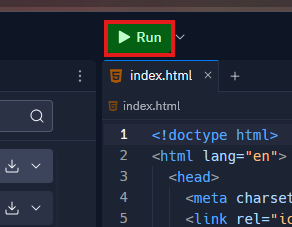 Run
index.html
index.html
1 <!doctype html>
2 <html lang="en">
3 <head>
4 <meta charset
5 <link rel="ic